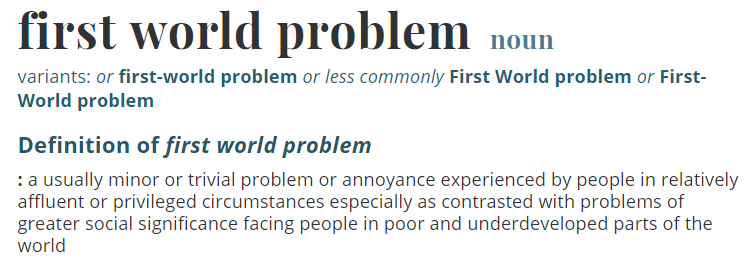 first world problem noun
variants: or first-world problem or less commonly First World problem or First-
World problem
Definition of first world problem
: a usually minor or trivial problem or annoyance experienced by people in relatively
affluent or privileged circumstances especially as contrasted with problems of
greater social significance facing people in poor and underdeveloped parts of the
world